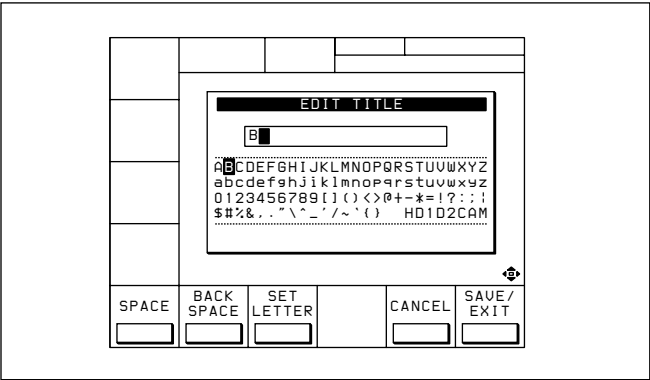 EDIT TITLE
B
ABCDEFGHIJKLMNOPQRSTUVWXYZ
abcdefghijklmnopqrstuvwxyz
0123456789[]()<>@+-*=!?:;¦
$#%&,."\^_'/~`{} HD1D2CAM
SPACE
BACK SPACE
SET LETTER
CANCEL
SAVE/ EXIT